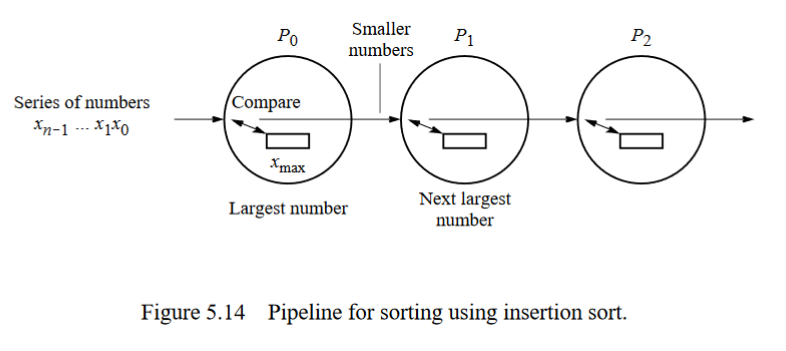 P0
Smaller
numbers
P1
P2
Series of numbers
xn−1 ... x1x0
Compare
xmax
Largest number
Next largest
number
Figure 5.14 Pipeline for sorting using insertion sort.